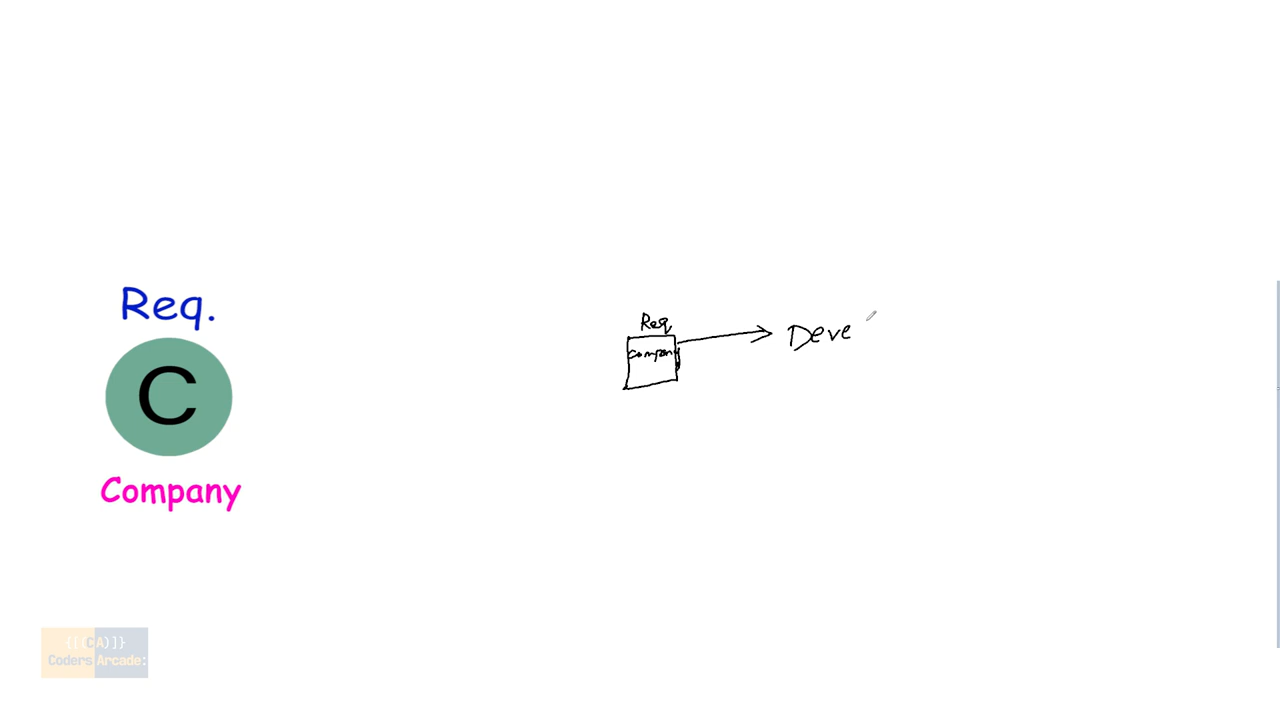 Req.
C
Company
Req
Company
Deve
{[(CA)]}
Coders Arcade: